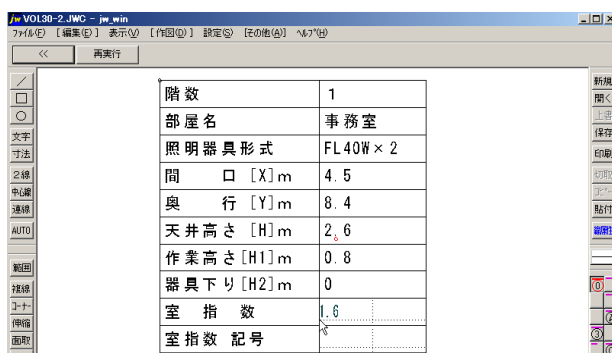 jw VOL30-2.JWC - jw_win
ファイル(F) [編集(E)] 表示(V) [作図(D)] 設定(S) [その他(A)] ヘルプ(H)
<< 再実行
階数 1
部屋名 事務室
照明器具形式 FL40W×2
間 口 [X]m 4.5
奥 行 [Y]m 8.4
天井高さ [H]m 2.6
作業高さ[H1]m 0.8
器具下り[H2]m 0
室 指 数 1.6
室指数 記号
/
□
○
文字
寸法
2線
中心線
連線
AUTO
範囲
複線
コーナー
伸縮
面取
新規
開く
上書
保存
印刷
切取
コピー
貼付
0
3